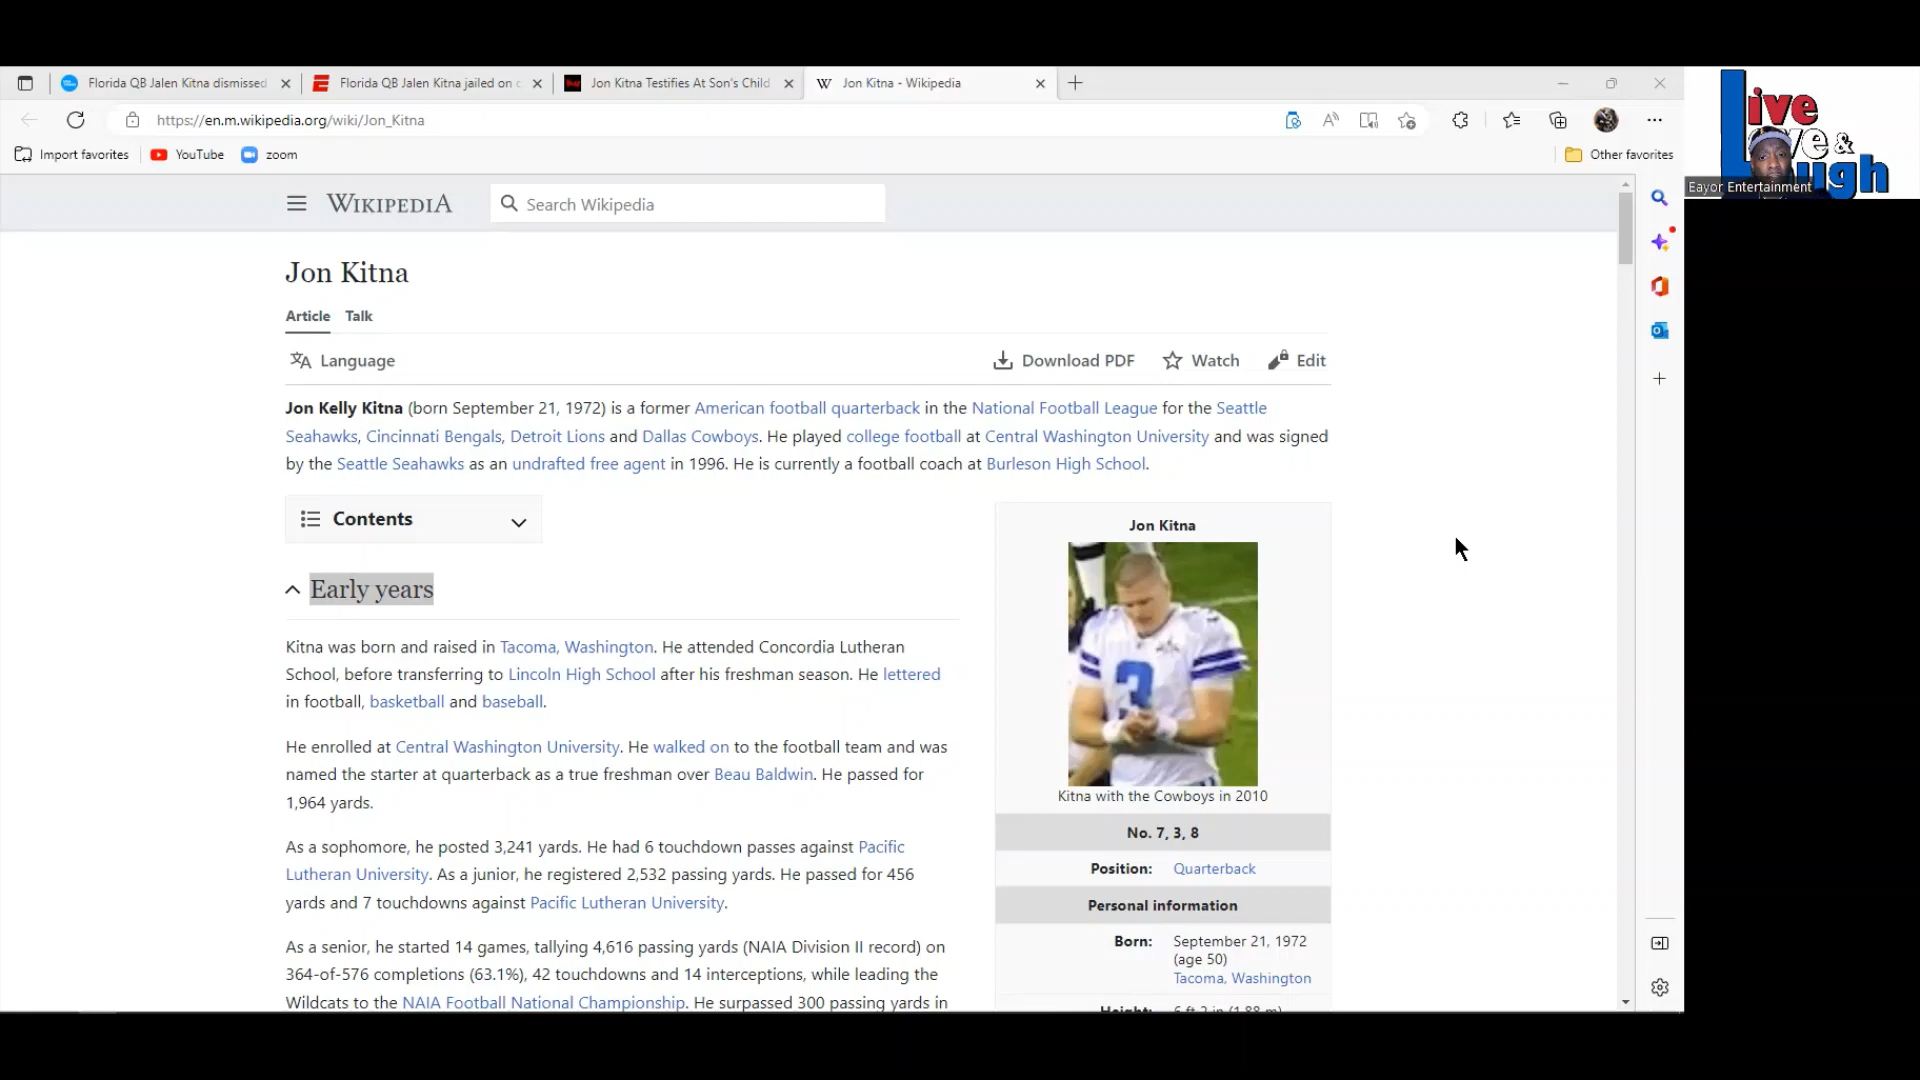 Florida QB Jalen Kitna dismissed
Florida QB Jalen Kitna jailed on c
Jon Kitna Testifies At Son's Child
Jon Kitna - Wikipedia
https://en.m.wikipedia.org/wiki/Jon_Kitna
Import favorites
YouTube
zoom
Other favorites
Live
Love &
Laugh
Eayor Entertainment
WIKIPEDIA
Search Wikipedia
Jon Kitna
Article Talk
Language
Download PDF
Watch
Edit
Jon Kelly Kitna (born September 21, 1972) is a former American football quarterback in the National Football League for the Seattle
Seahawks, Cincinnati Bengals, Detroit Lions and Dallas Cowboys. He played college football at Central Washington University and was signed
by the Seattle Seahawks as an undrafted free agent in 1996. He is currently a football coach at Burleson High School.
Contents
Early years
Kitna was born and raised in Tacoma, Washington. He attended Concordia Lutheran
School, before transferring to Lincoln High School after his freshman season. He lettered
in football, basketball and baseball.
He enrolled at Central Washington University. He walked on to the football team and was
named the starter at quarterback as a true freshman over Beau Baldwin. He passed for
1,964 yards.
As a sophomore, he posted 3,241 yards. He had 6 touchdown passes against Pacific
Lutheran University. As a junior, he registered 2,532 passing yards. He passed for 456
yards and 7 touchdowns against Pacific Lutheran University.
As a senior, he started 14 games, tallying 4,616 passing yards (NAIA Division II record) on
364-of-576 completions (63.1%), 42 touchdowns and 14 interceptions, while leading the
Wildcats to the NAIA Football National Championship. He surpassed 300 passing yards in
Jon Kitna
3
Kitna with the Cowboys in 2010
No. 7, 3, 8
Position: Quarterback
Personal information
Born: September 21, 1972
(age 50)
Tacoma, Washington
Height: 6 ft 2 in (1.88 m)